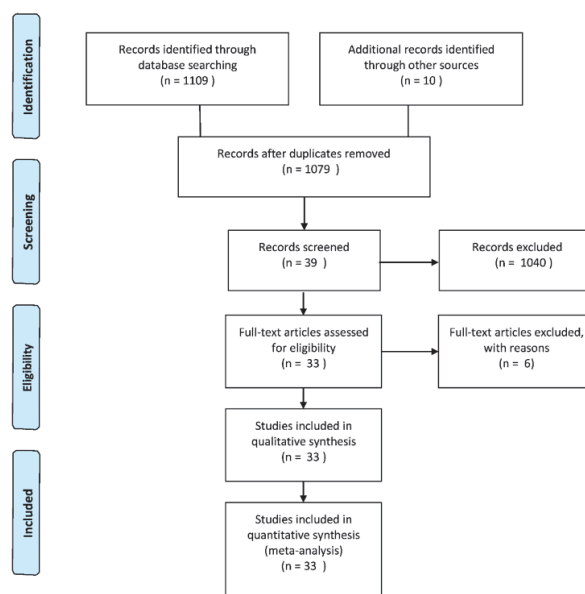 Identification
Records identified through
database searching
(n = 1109 )
Additional records identified
through other sources
(n = 10 )
Records after duplicates removed
(n = 1079 )
Screening
Records screened
(n = 39 )
Records excluded
(n = 1040 )
Eligibility
Full-text articles assessed
for eligibility
(n = 33 )
Full-text articles excluded,
with reasons
(n = 6)
Studies included in
qualitative synthesis
(n = 33 )
Included
Studies included in
quantitative synthesis
(meta-analysis)
(n = 33 )